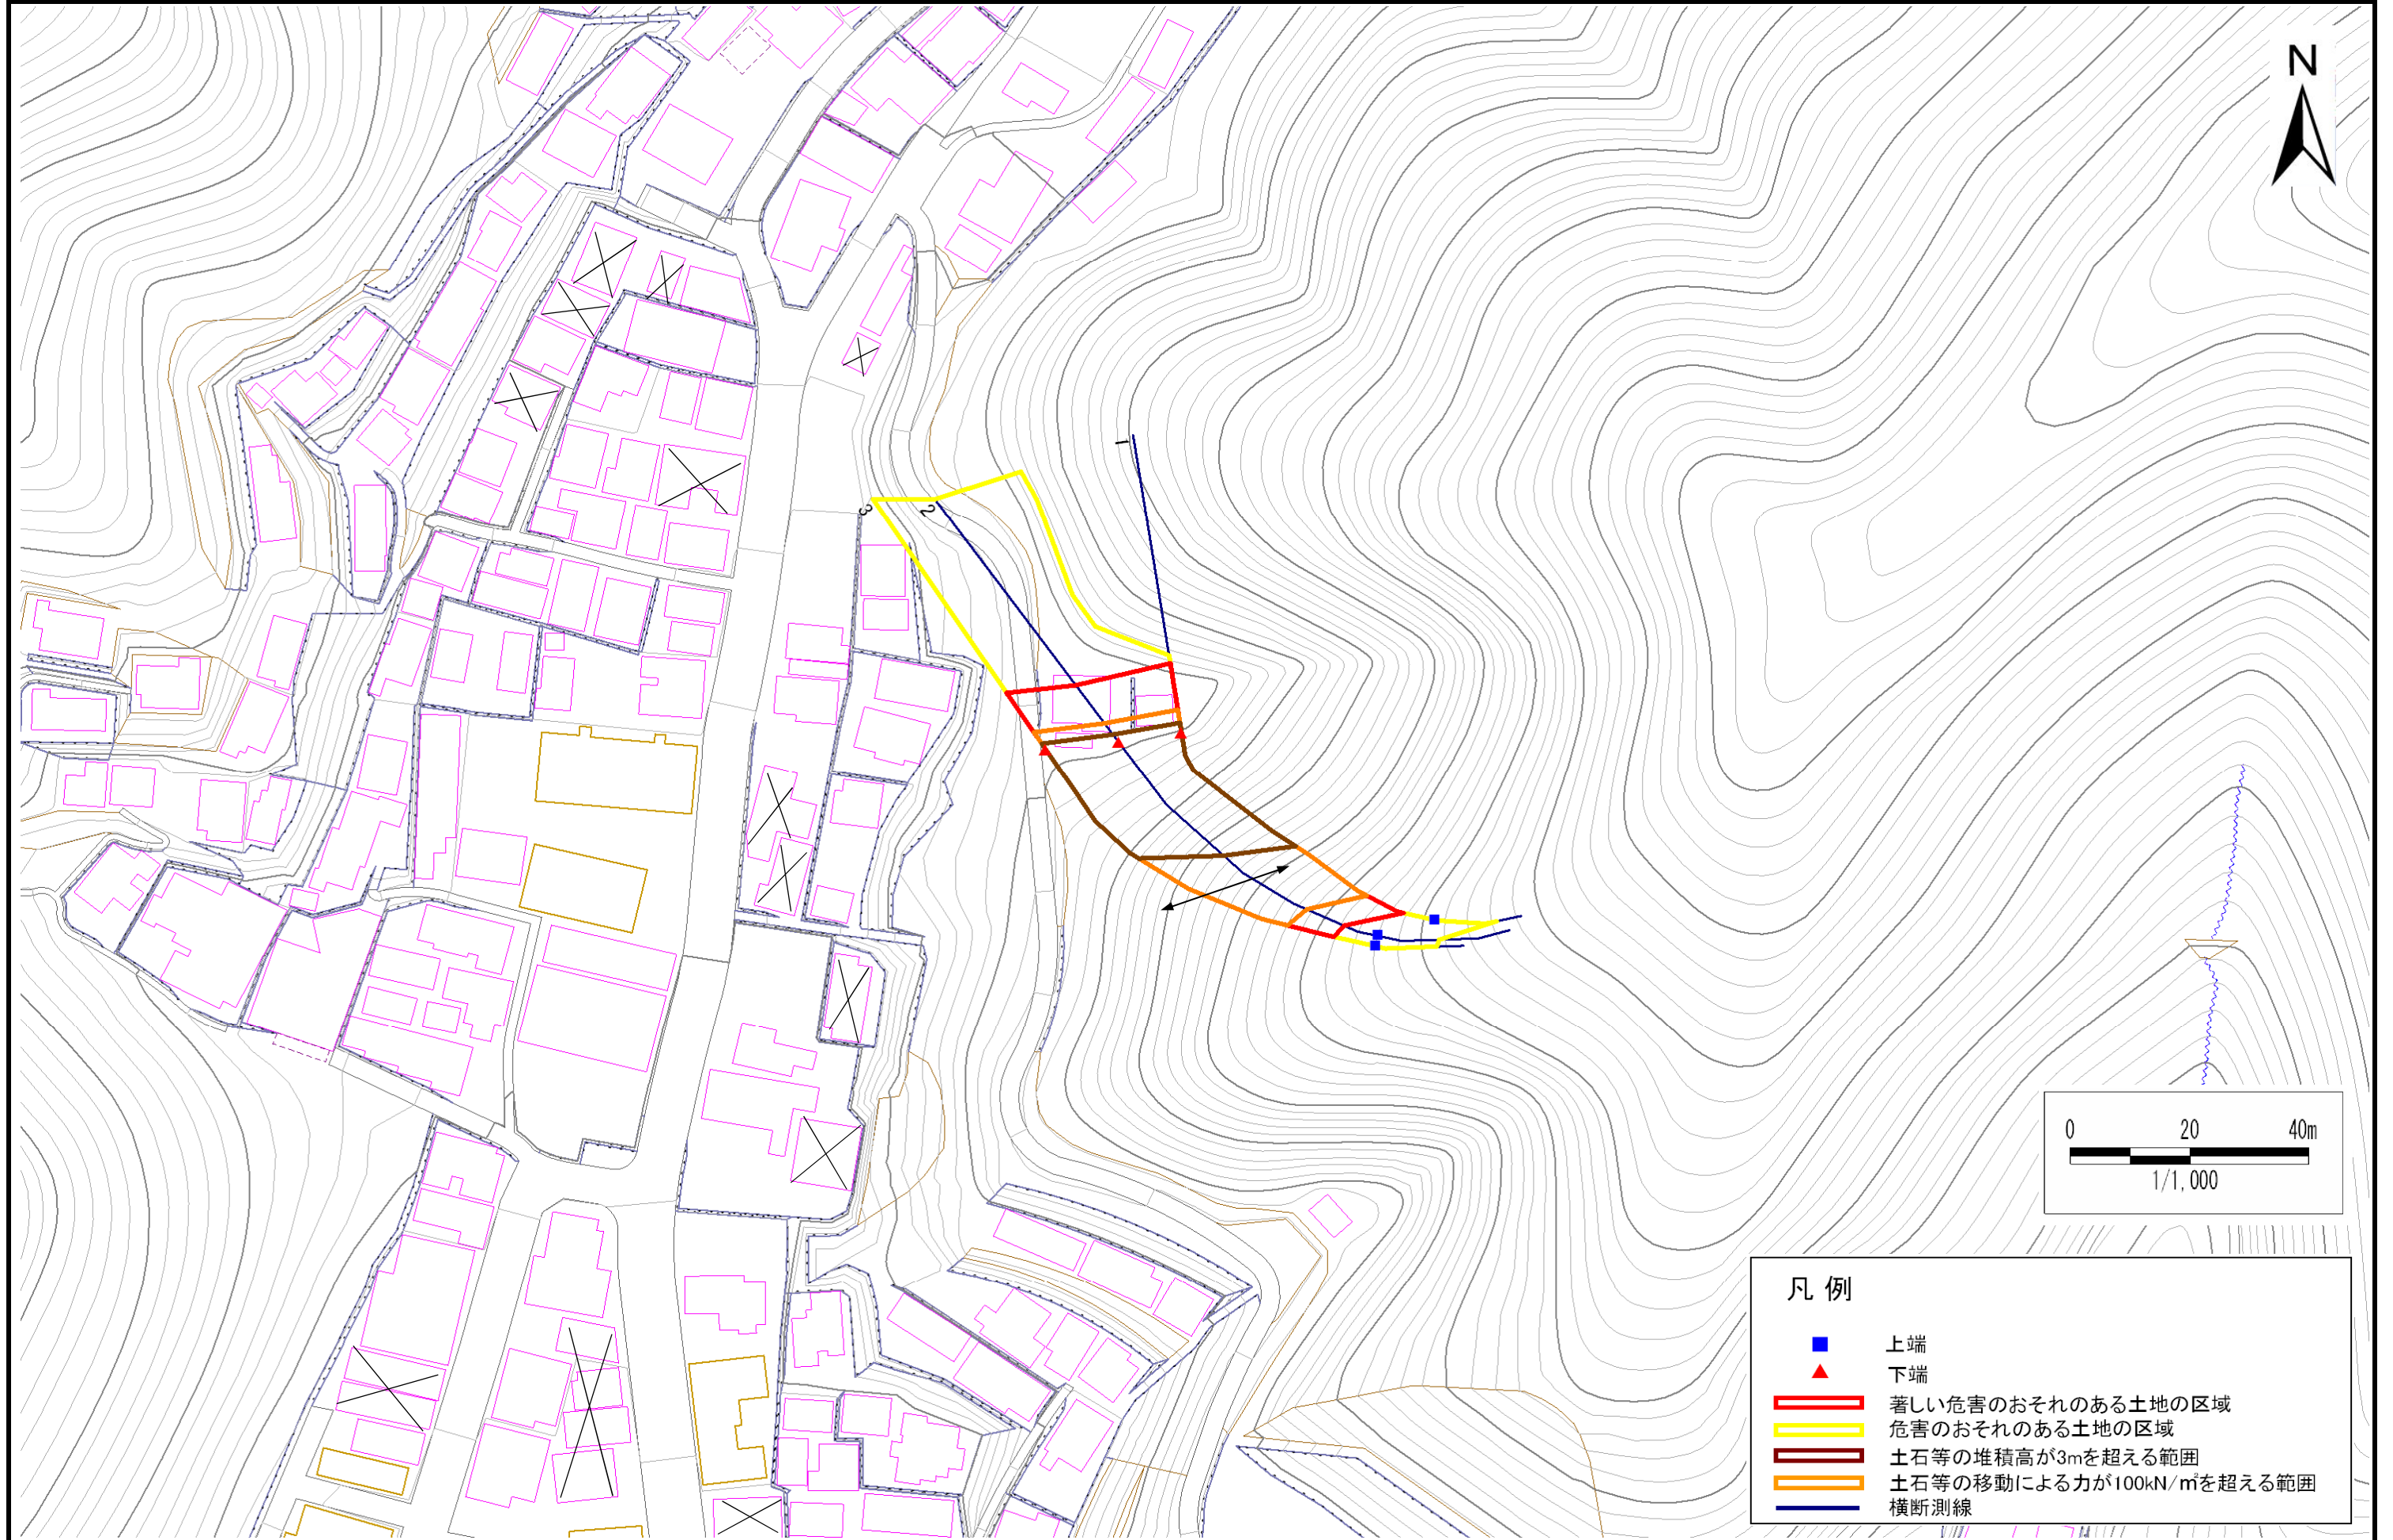 N
1
3
2
0 20 40m
1/1,000
凡 例
上端
下端
著しい危害のおそれのある土地の区域
危害のおそれのある土地の区域
土石等の堆積高が3mを超える範囲
土石等の移動による力が100kN/㎡を超える範囲
横断測線